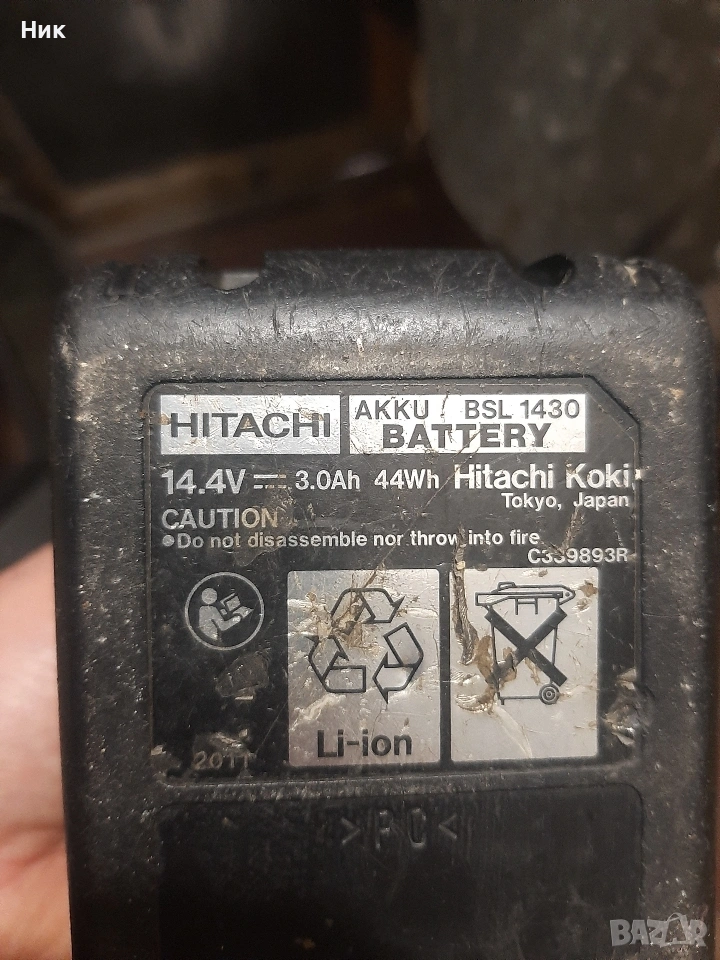 Ник
HITACHI
AKKU BSL 1430
BATTERY
14.4V 3.0Ah 44Wh Hitachi Koki
Tokyo, Japan
CAUTION
●Do not disassemble nor throw into fire
C339893R
Li-ion
2011
>PC<
BAZAR